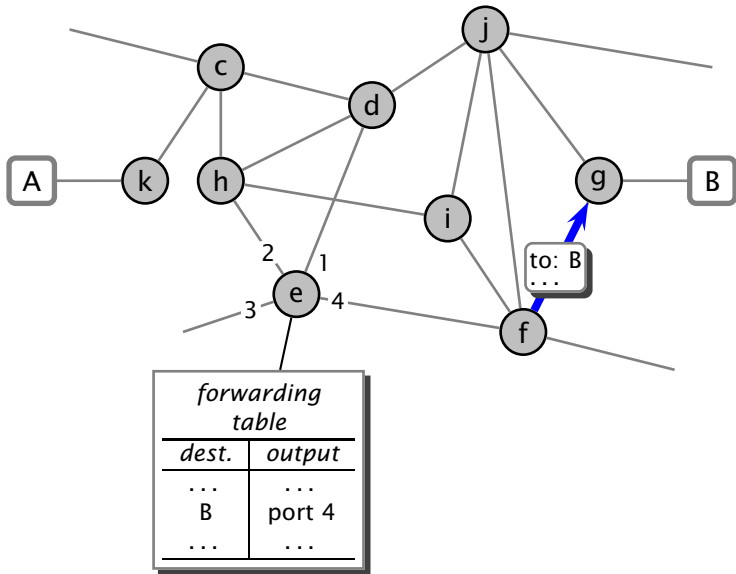 j
c
d
A
k
h
g
B
i
to: B
...
2
1
e
3
4
f
forwarding
table
dest. output
... ...
B port 4
... ...